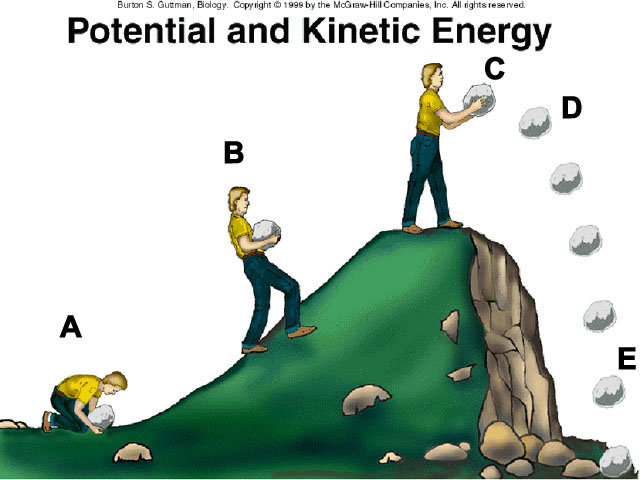 Burton S. Guttman, Biology. Copyright © 1999 by the McGraw-Hill Companies, Inc. All rights reserved.
Potential and Kinetic Energy
C
D
B
A
E